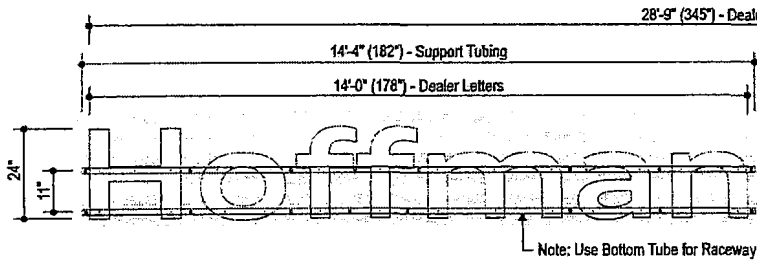 28'-9" (345") - Deale
14'-4" (182") - Support Tubing
14'-0" (178") - Dealer Letters
24"
11"
Hoffman
Note: Use Bottom Tube for Raceway